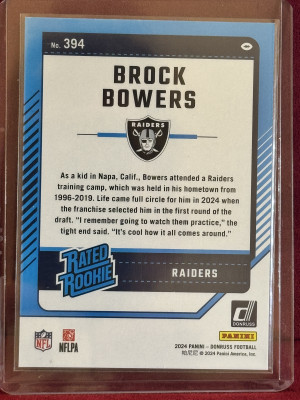 No. 394
BROCK
BOWERS
RAIDERS
As a kid in Napa, Calif., Bowers attended a Raiders
training camp, which was held in his hometown from
1996-2019. Life came full circle for him in 2024 when
the franchise selected him in the first round of the
draft. "I remember going to watch them practice," the
tight end said. "It's cool how it all comes around."
RATED
ROOKIE
RAIDERS
DONRUSS
NFL
NFLPA
PANINI
2024 PANINI – DONRUSS FOOTBALL
帕尼尼 © 2024 Panini America, Inc.